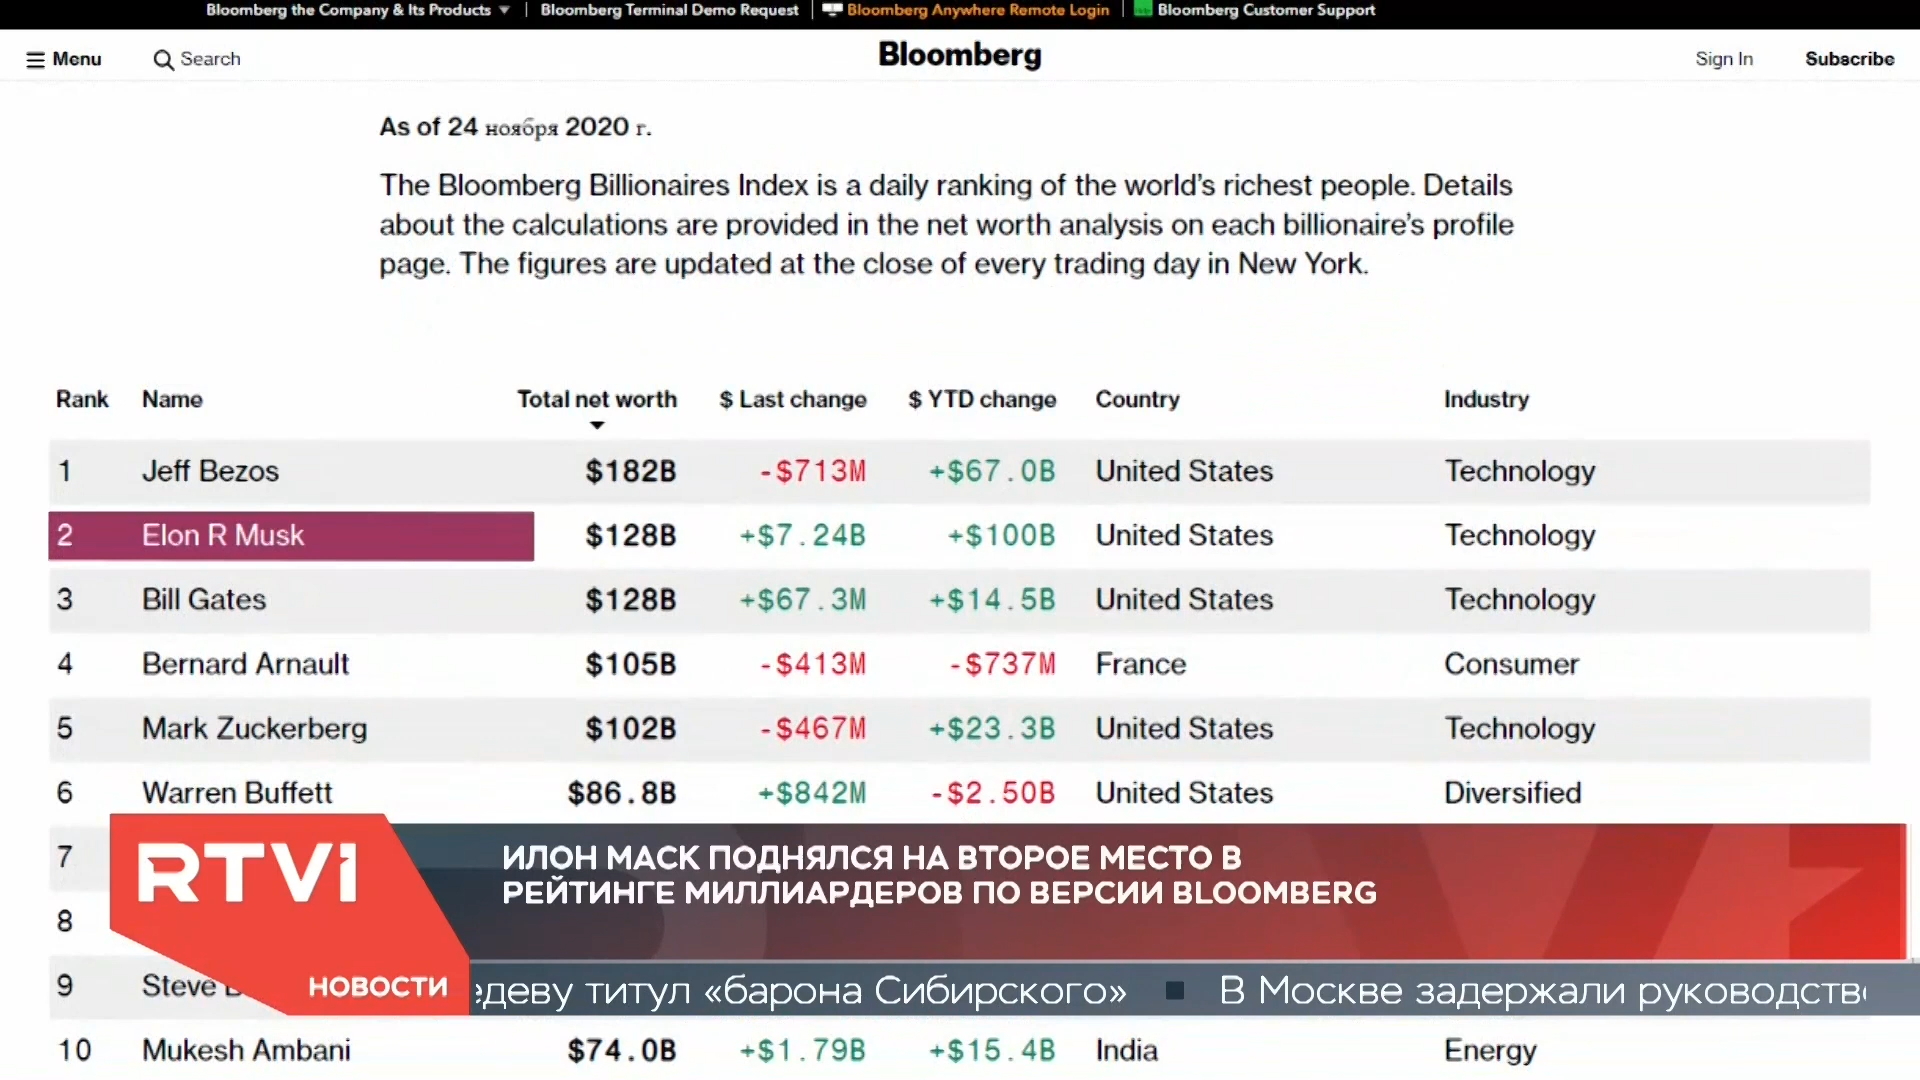 Bloomberg the Company & Its Products Bloomberg Terminal Demo Request Bloomberg Anywhere Remote Login Bloomberg Customer Support
Menu Search Bloomberg Sign In Subscribe
As of 24 ноября 2020 г.
The Bloomberg Billionaires Index is a daily ranking of the world's richest people. Details
about the calculations are provided in the net worth analysis on each billionaire's profile
page. The figures are updated at the close of every trading day in New York.
Rank Name Total net worth $ Last change $ YTD change Country Industry
1 Jeff Bezos $182B -$713M +$67.0B United States Technology
2 Elon R Musk $128B +$7.24B +$100B United States Technology
3 Bill Gates $128B +$67.3M +$14.5B United States Technology
4 Bernard Arnault $105B -$413M -$737M France Consumer
5 Mark Zuckerberg $102B -$467M +$23.3B United States Technology
6 Warren Buffett $86.8B +$842M -$2.50B United States Diversified
7
8
9 Steve
10 Mukesh Ambani $74.0B +$1.79B +$15.4B India Energy
RTVI
НОВОСТИ
ИЛОН МАСК ПОДНЯЛСЯ НА ВТОРОЕ МЕСТО В
РЕЙТИНГЕ МИЛЛИАРДЕРОВ ПО ВЕРСИИ BLOOMBERG
титул «барона Сибирского» ■ В Москве задержали